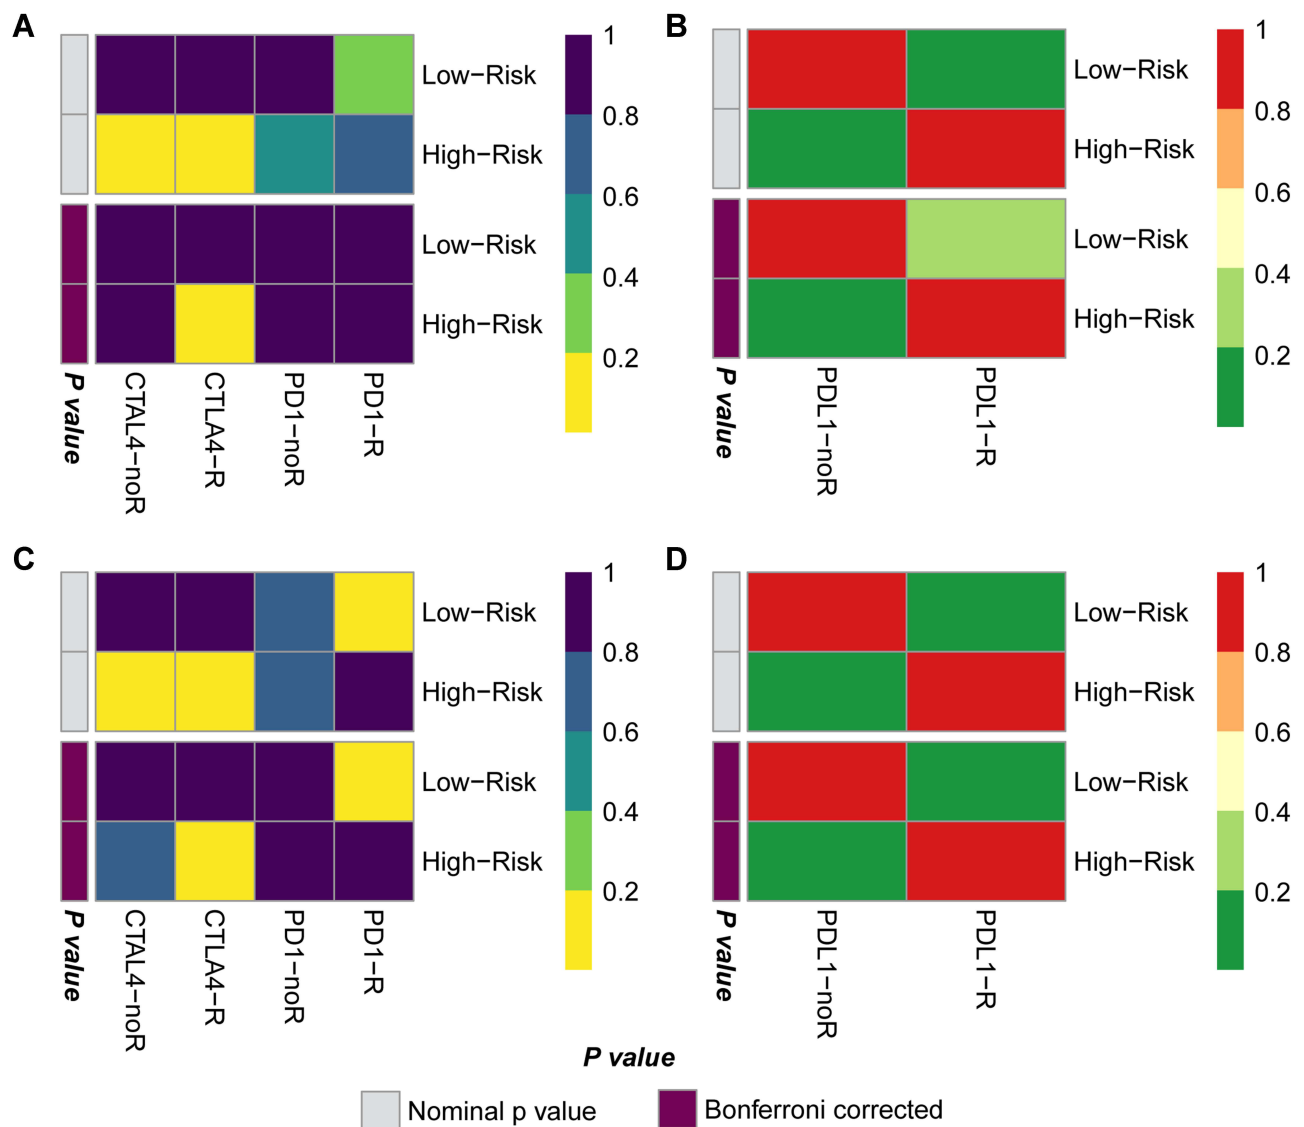 A
Low−Risk
High−Risk
Low−Risk
High−Risk
P value
CTAL4−noR
CTLA4−R
PD1−noR
PD1−R
1
0.8
0.6
0.4
0.2
B
Low−Risk
High−Risk
Low−Risk
High−Risk
P value
PDL1−noR
PDL1−R
1
0.8
0.6
0.4
0.2
C
Low−Risk
High−Risk
Low−Risk
High−Risk
P value
CTAL4−noR
CTLA4−R
PD1−noR
PD1−R
1
0.8
0.6
0.4
0.2
D
Low−Risk
High−Risk
Low−Risk
High−Risk
P value
PDL1−noR
PDL1−R
1
0.8
0.6
0.4
0.2
P value
Nominal p value
Bonferroni corrected